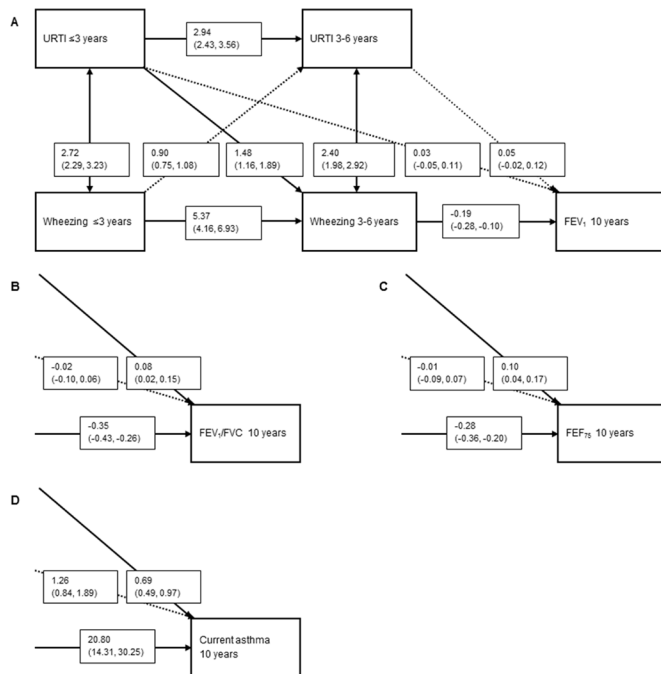 A
URTI ≤3 years
2.94
(2.43, 3.56)
URTI 3-6 years
2.72
(2.29, 3.23)
0.90
(0.75, 1.08)
1.48
(1.16, 1.89)
2.40
(1.98, 2.92)
0.03
(-0.05, 0.11)
0.05
(-0.02, 0.12)
Wheezing ≤3 years
5.37
(4.16, 6.93)
Wheezing 3-6 years
-0.19
(-0.28, -0.10)
FEV₁ 10 years
B
-0.02
(-0.10, 0.06)
0.08
(0.02, 0.15)
-0.35
(-0.43, -0.26)
FEV₁/FVC 10 years
C
-0.01
(-0.09, 0.07)
0.10
(0.04, 0.17)
-0.28
(-0.36, -0.20)
FEF₇₅ 10 years
D
1.26
(0.84, 1.89)
0.69
(0.49, 0.97)
20.80
(14.31, 30.25)
Current asthma
10 years